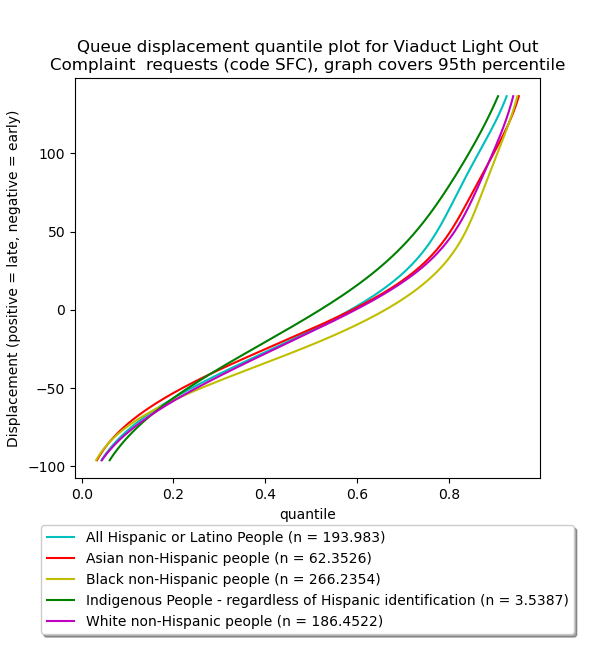 Queue displacement quantile plot for Viaduct Light Out
Complaint  requests (code SFC), graph covers 95th percentile
Displacement (positive = late, negative = early)
100
50
0
−50
−100
0.0 0.2 0.4 0.6 0.8
quantile
All Hispanic or Latino People (n = 193.983)
Asian non-Hispanic people (n = 62.3526)
Black non-Hispanic people (n = 266.2354)
Indigenous People - regardless of Hispanic identification (n = 3.5387)
White non-Hispanic people (n = 186.4522)